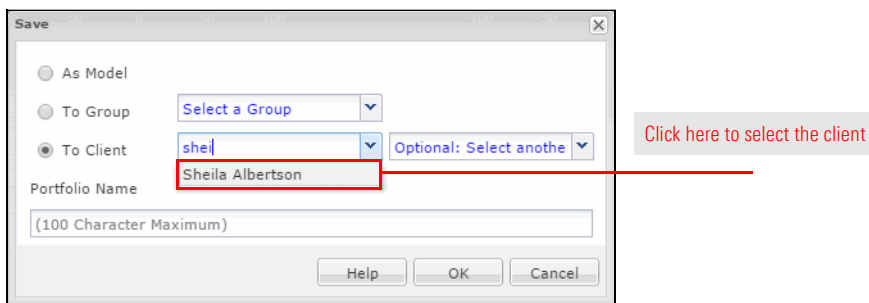 Save
As Model
To Group
Select a Group
To Client
shei
Optional: Select anothe
Click here to select the client
Sheila Albertson
Portfolio Name
(100 Character Maximum)
Help
OK
Cancel